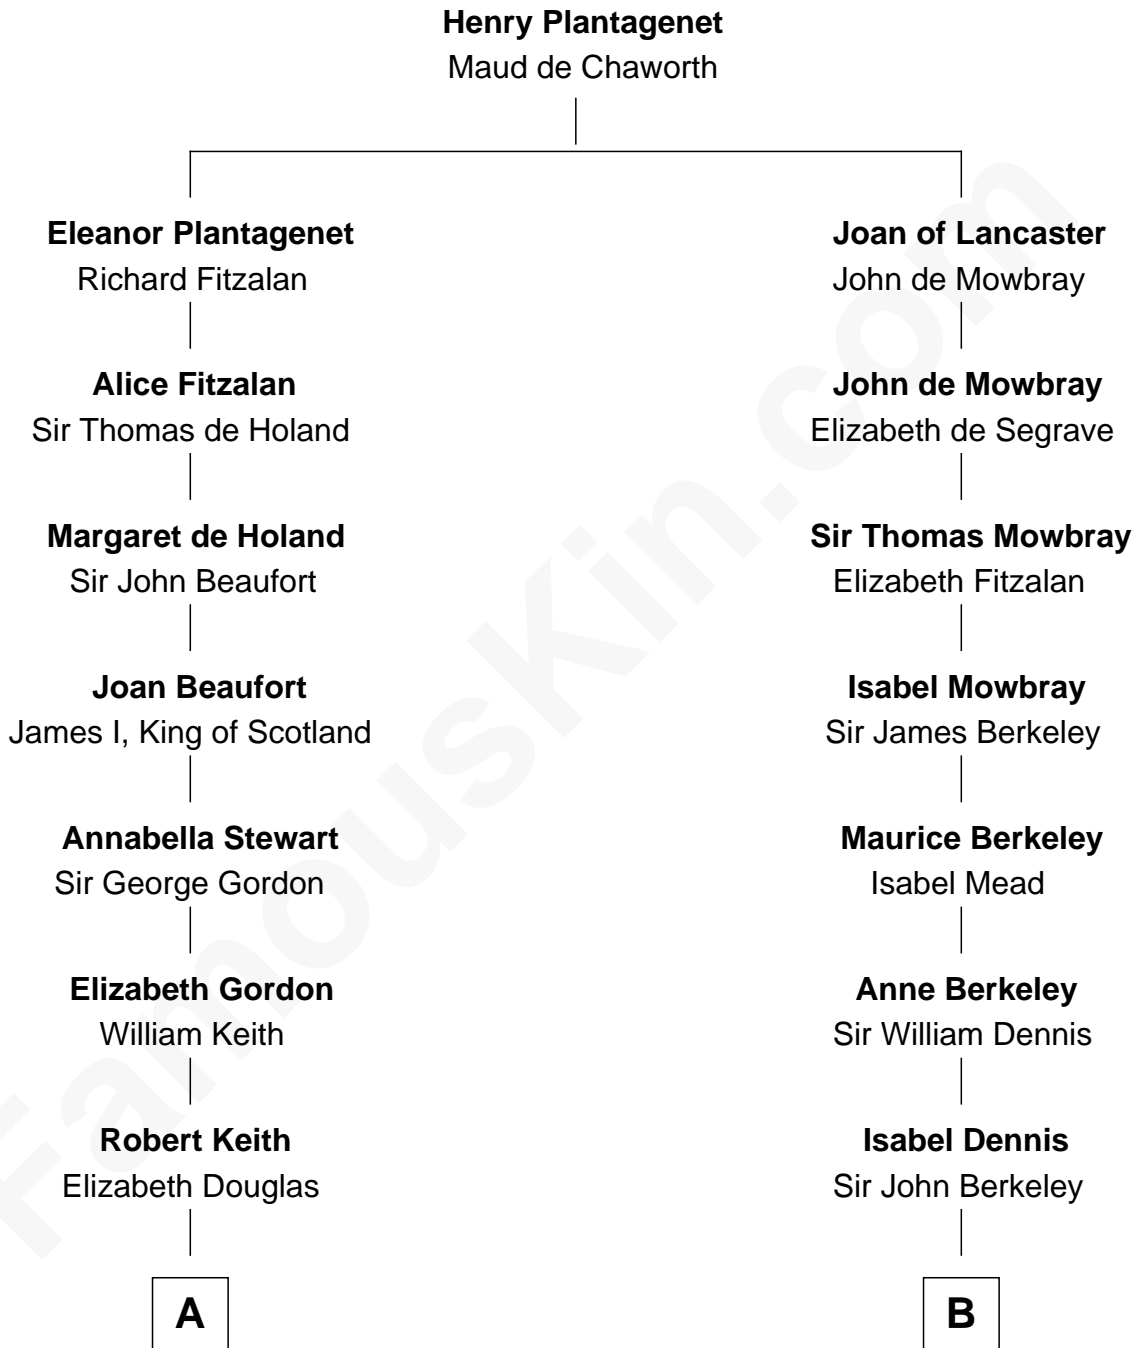 Henry Plantagenet
Maud de Chaworth
Eleanor Plantagenet
Richard Fitzalan
Alice Fitzalan
Sir Thomas de Holand
Margaret de Holand
Sir John Beaufort
Joan Beaufort
James I, King of Scotland
Annabella Stewart
Sir George Gordon
Elizabeth Gordon
William Keith
Robert Keith
Elizabeth Douglas
A
Joan of Lancaster
John de Mowbray
John de Mowbray
Elizabeth de Segrave
Sir Thomas Mowbray
Elizabeth Fitzalan
Isabel Mowbray
Sir James Berkeley
Maurice Berkeley
Isabel Mead
Anne Berkeley
Sir William Dennis
Isabel Dennis
Sir John Berkeley
B
FamousKin.com